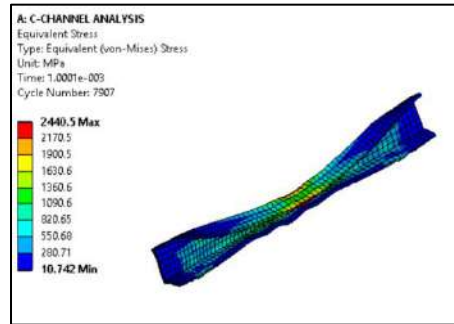 A: C-CHANNEL ANALYSIS
Equivalent Stress
Type: Equivalent (von-Mises) Stress
Unit: MPa
Time: 1.0001e-003
Cycle Number: 7907
2440.5 Max
2170.5
1900.5
1630.6
1360.6
1090.6
820.65
550.68
280.71
10.742 Min